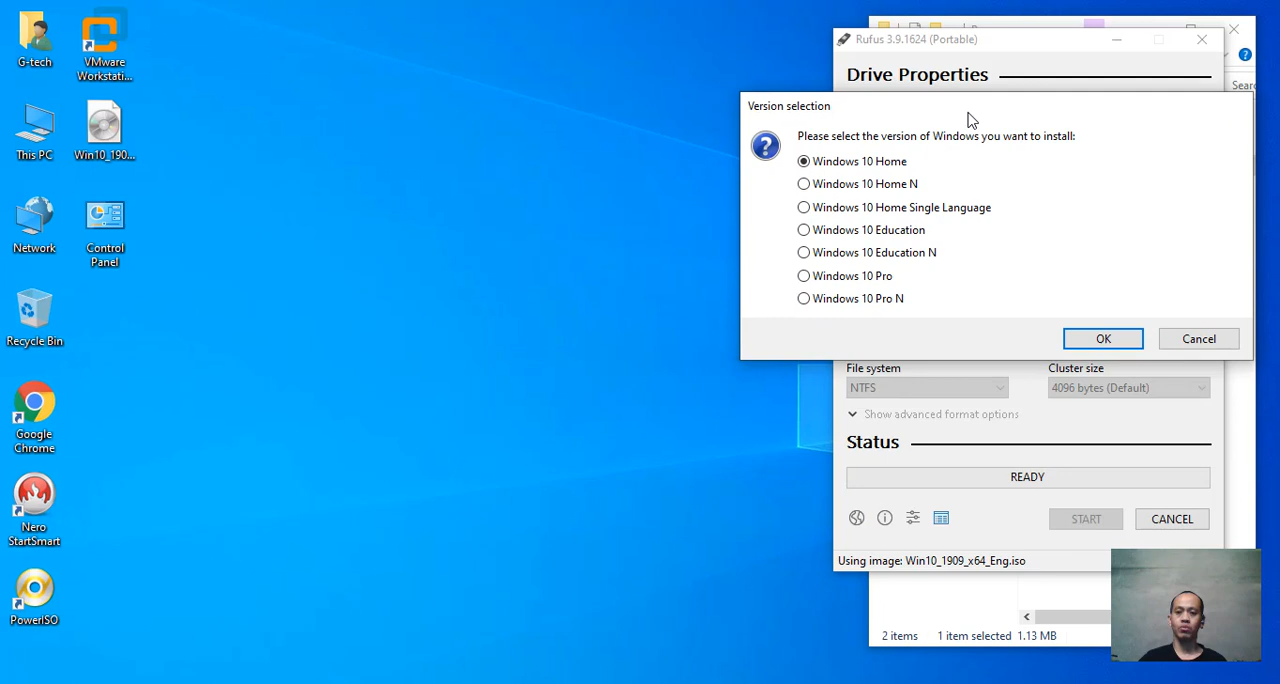 G-tech
VMware
Workstati...
This PC
Win10_190...
Network
Control
Panel
Recycle Bin
Google
Chrome
Nero
StartSmart
PowerISO
Rufus 3.9.1624 (Portable)
Drive Properties
Version selection
Please select the version of Windows you want to install:
Windows 10 Home
Windows 10 Home N
Windows 10 Home Single Language
Windows 10 Education
Windows 10 Education N
Windows 10 Pro
Windows 10 Pro N
OK
Cancel
File system
Cluster size
NTFS
4096 bytes (Default)
Show advanced format options
Status
READY
START
CANCEL
Using image: Win10_1909_x64_Eng.iso
2 items
1 item selected
1.13 MB